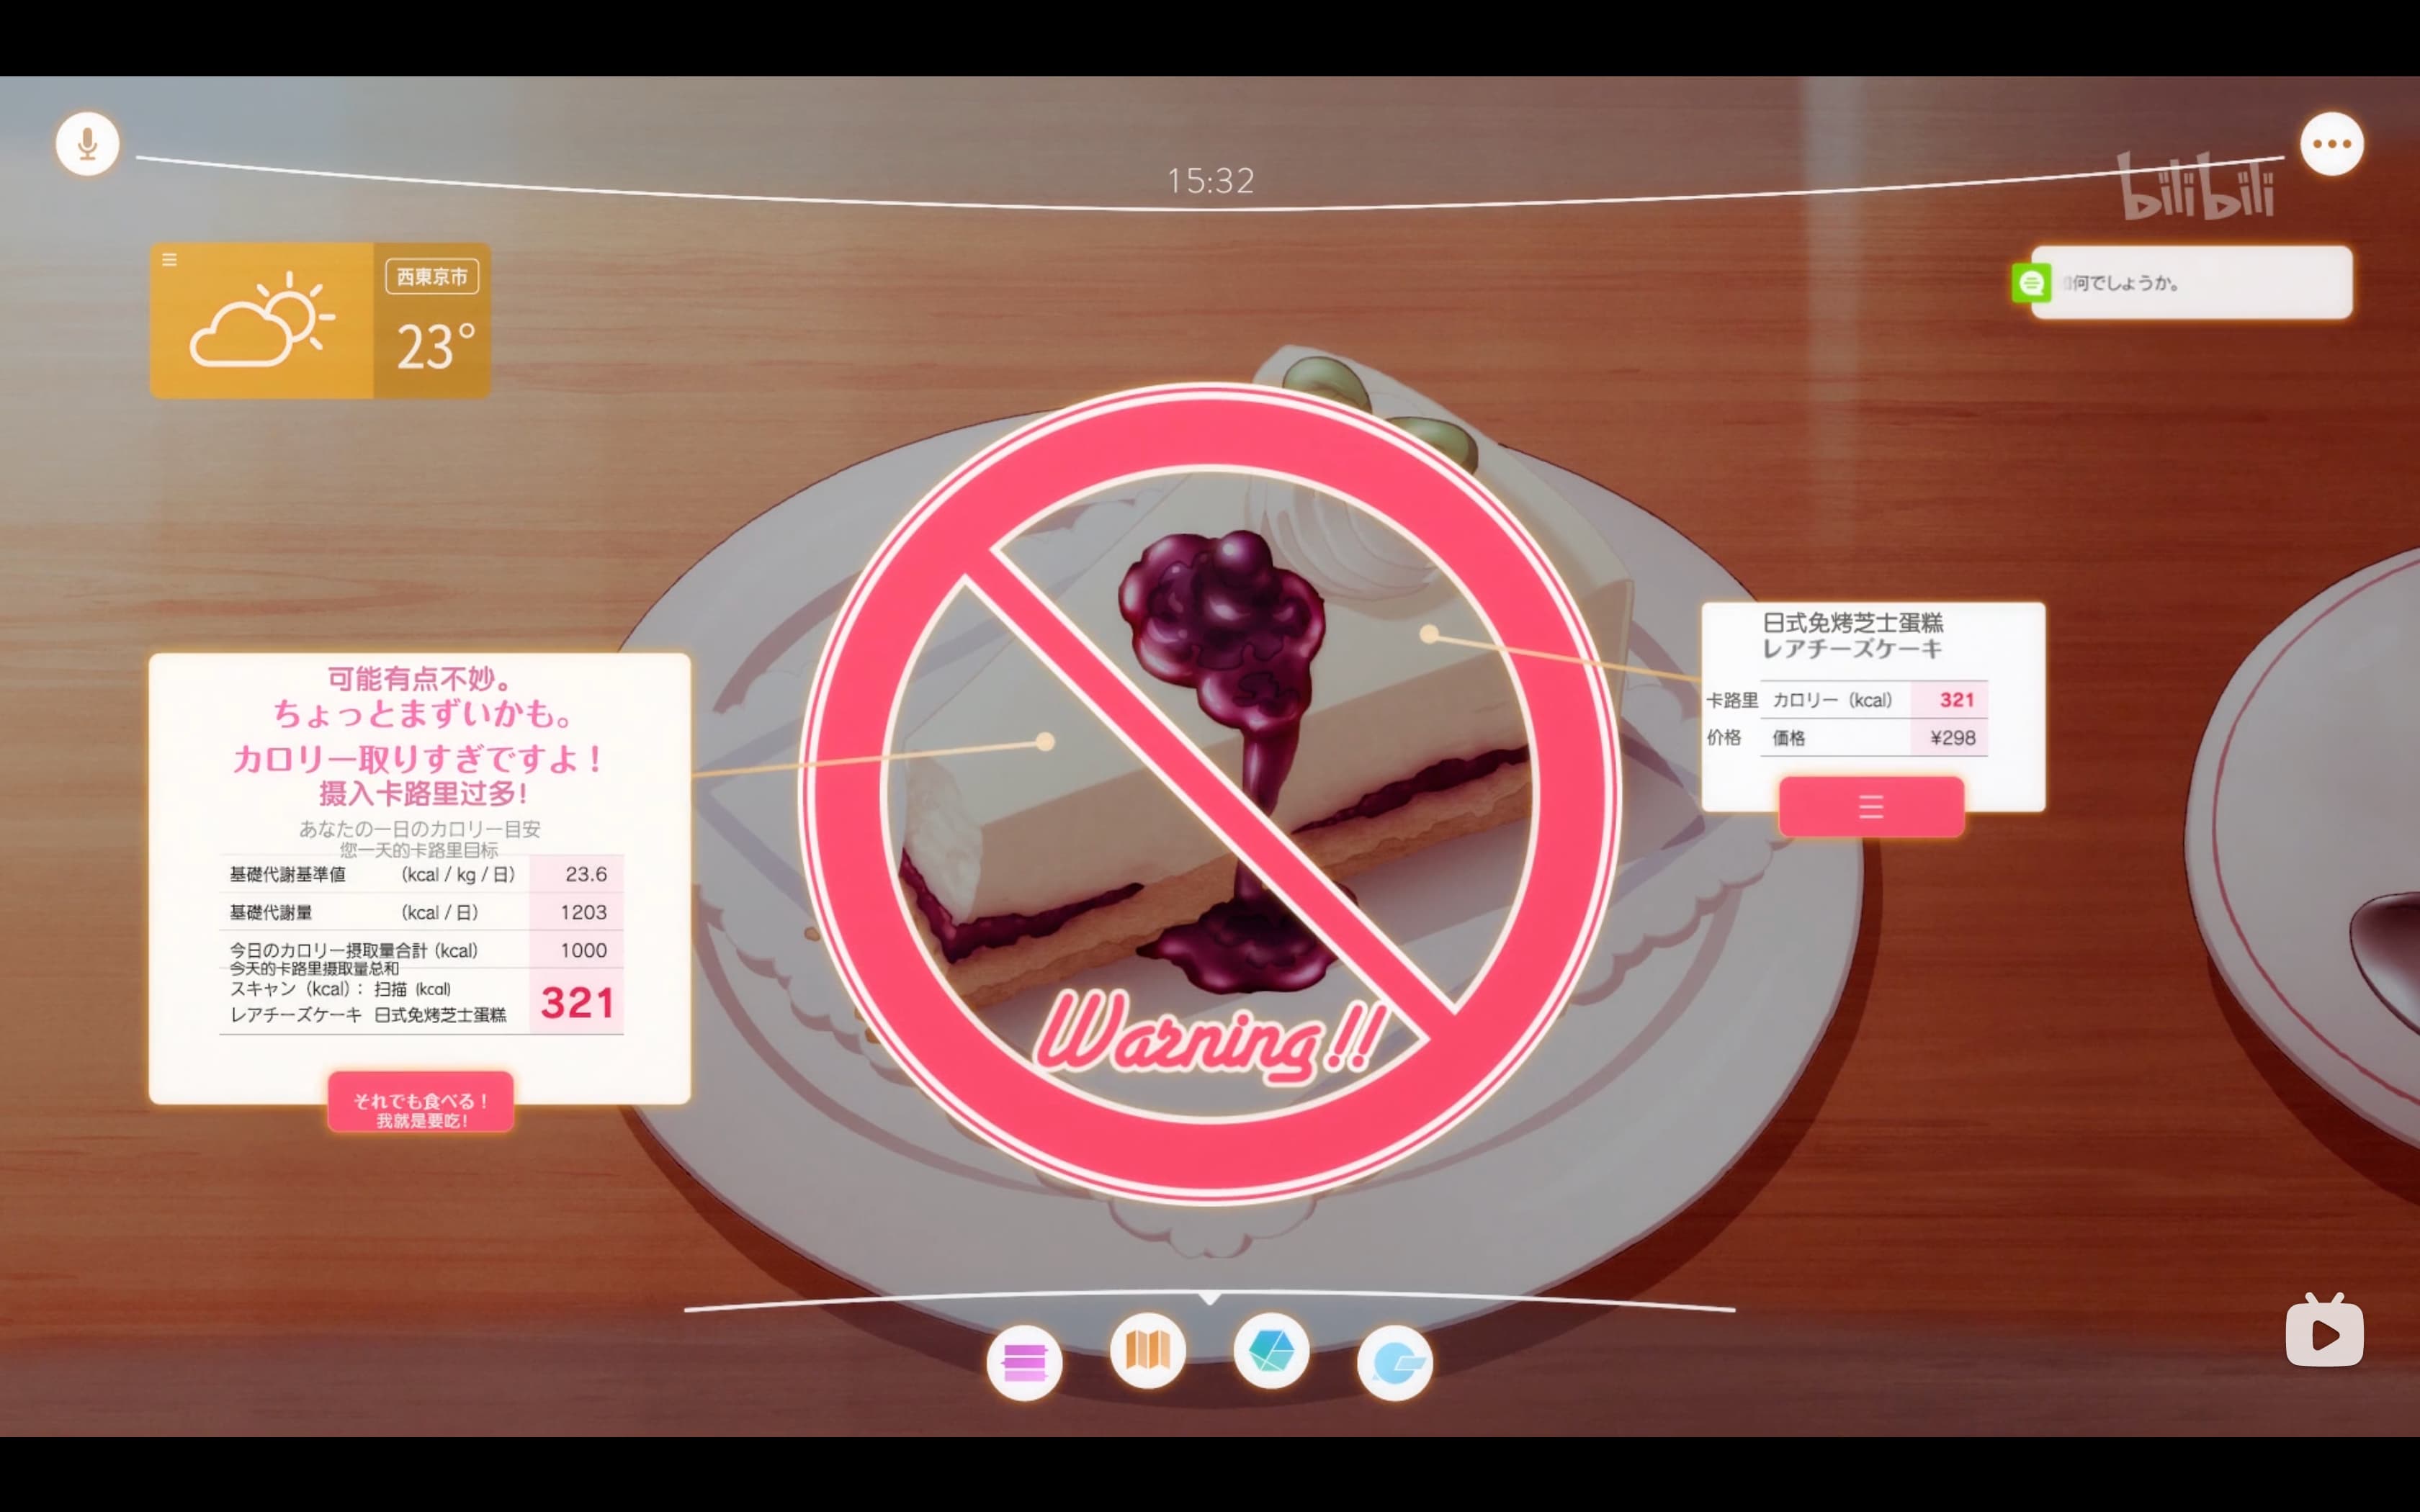 15:32
bilibili
西東京市
23°
何でしょうか。
可能有点不妙。
ちょっとまずいかも。
カロリー取りすぎですよ！
摄入卡路里过多!
あなたの一日のカロリー目安
您一天的卡路里目标
基礎代謝基準値 (kcal / kg / 日) 23.6
基礎代謝量 (kcal / 日) 1203
今日のカロリー摂取量合計 (kcal) 1000
今天的卡路里摄取量总和
スキャン（kcal）： 扫描 (kcal)
レアチーズケーキ 日式免烤芝士蛋糕 321
それでも食べる！
我就是要吃!
Warning!!
日式免烤芝士蛋糕
レアチーズケーキ
卡路里 カロリー（kcal） 321
价格 価格 ¥298